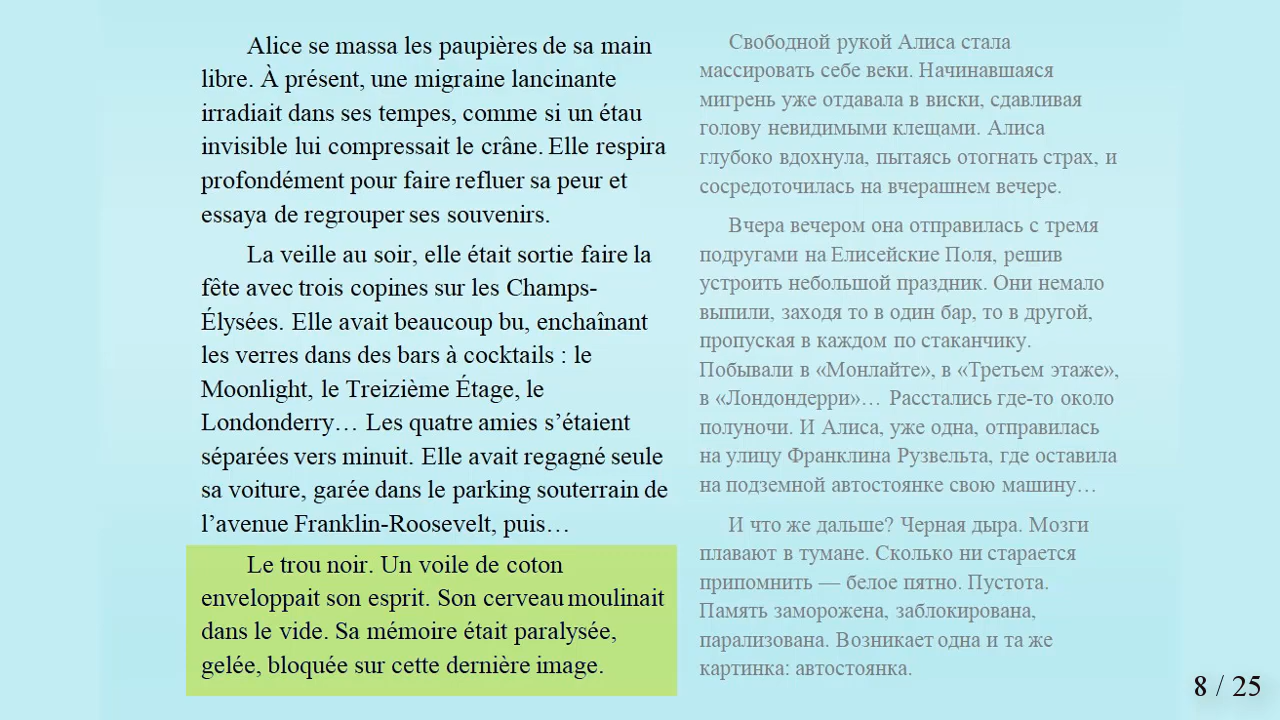 Alice se massa les paupières de sa main
libre. À présent, une migraine lancinante
irradiait dans ses tempes, comme si un étau
invisible lui compressait le crâne. Elle respira
profondément pour faire refluer sa peur et
essaya de regrouper ses souvenirs.
La veille au soir, elle était sortie faire la
fête avec trois copines sur les Champs-
Élysées. Elle avait beaucoup bu, enchaînant
les verres dans des bars à cocktails : le
Moonlight, le Treizième Étage, le
Londonderry… Les quatre amies s’étaient
séparées vers minuit. Elle avait regagné seule
sa voiture, garée dans le parking souterrain de
l’avenue Franklin-Roosevelt, puis…
Le trou noir. Un voile de coton
enveloppait son esprit. Son cerveau moulinait
dans le vide. Sa mémoire était paralysée,
gelée, bloquée sur cette dernière image.
Свободной рукой Алиса стала
массировать себе веки. Начинавшаяся
мигрень уже отдавала в виски, сдавливая
голову невидимыми клещами. Алиса
глубоко вдохнула, пытаясь отогнать страх, и
сосредоточилась на вчерашнем вечере.
Вчера вечером она отправилась с тремя
подругами на Елисейские Поля, решив
устроить небольшой праздник. Они немало
выпили, заходя то в один бар, то в другой,
пропуская в каждом по стаканчику.
Побывали в «Монлайте», в «Третьем этаже»,
в «Лондондерри»… Расстались где-то около
полуночи. И Алиса, уже одна, отправилась
на улицу Франклина Рузвельта, где оставила
на подземной автостоянке свою машину…
И что же дальше? Черная дыра. Мозги
плавают в тумане. Сколько ни старается
припомнить — белое пятно. Пустота.
Память заморожена, заблокирована,
парализована. Возникает одна и та же
картинка: автостоянка.
8 / 25